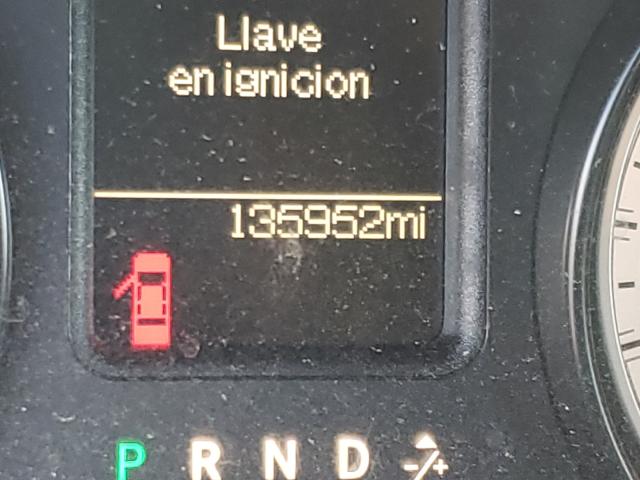 Llave
en ignicion
135952mi
P R N D -/+